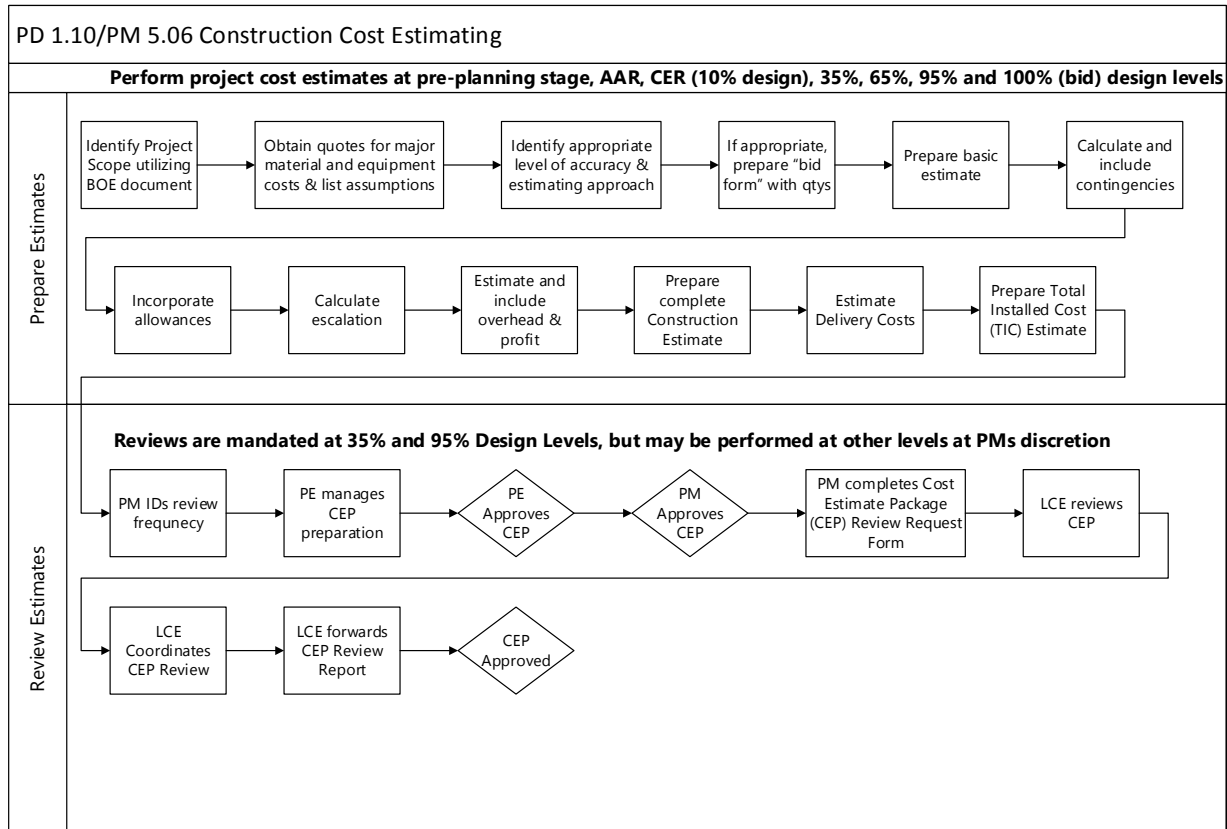 PD 1.10/PM 5.06 Construction Cost Estimating
Perform project cost estimates at pre-planning stage, AAR, CER (10% design), 35%, 65%, 95% and 100% (bid) design levels
Prepare Estimates
Identify Project
Scope utilizing
BOE document
Obtain quotes for major
material and equipment
costs & list assumptions
Identify appropriate
level of accuracy &
estimating approach
If appropriate,
prepare “bid
form” with qtys
Prepare basic
estimate
Calculate and
include
contingencies
Incorporate
allowances
Calculate
escalation
Estimate and
include
overhead &
profit
Prepare
complete
Construction
Estimate
Estimate
Delivery Costs
Prepare Total
Installed Cost
(TIC) Estimate
Review Estimates
Reviews are mandated at 35% and 95% Design Levels, but may be performed at other levels at PMs discretion
PM IDs review
frequnecy
PE manages
CEP
preparation
PE
Approves
CEP
PM
Approves
CEP
PM completes Cost
Estimate Package
(CEP) Review Request
Form
LCE reviews
CEP
LCE
Coordinates
CEP Review
LCE forwards
CEP Review
Report
CEP
Approved